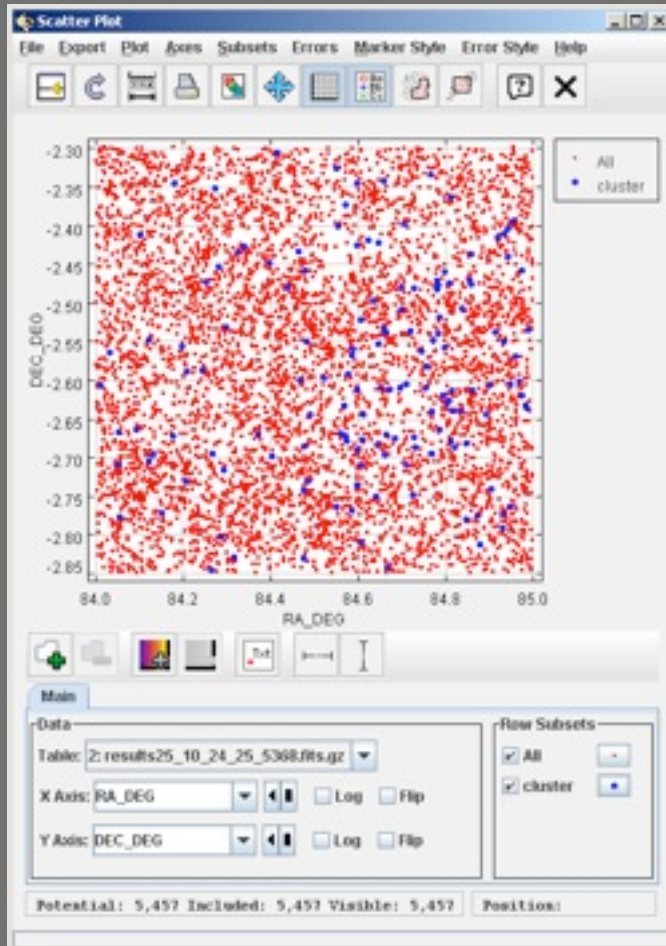 Scatter Plot
File Export Plot Axes Subsets Errors Marker Style Error Style Help
-2.30
-2.35
-2.40
-2.45
-2.50
-2.55
-2.60
-2.65
-2.70
-2.75
-2.80
-2.85
DEC_DEG
84.0 84.2 84.4 84.6 84.8 85.0
RA_DEG
All
cluster
Txt
Main
Data
Table: 2: results25_10_24_25_5368.fits.gz
X Axis: RA_DEG Log Flip
Y Axis: DEC_DEG Log Flip
Row Subsets
All
cluster
Potential: 5,457 Included: 5,457 Visible: 5,457 Position: